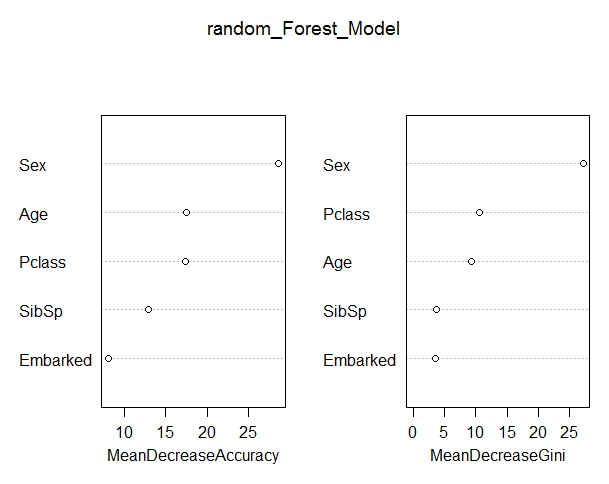 random_Forest_Model
Sex
Age
Pclass
SibSp
Embarked
10 15 20 25
MeanDecreaseAccuracy
Sex
Pclass
Age
SibSp
Embarked
0 5 10 15 20 25
MeanDecreaseGini